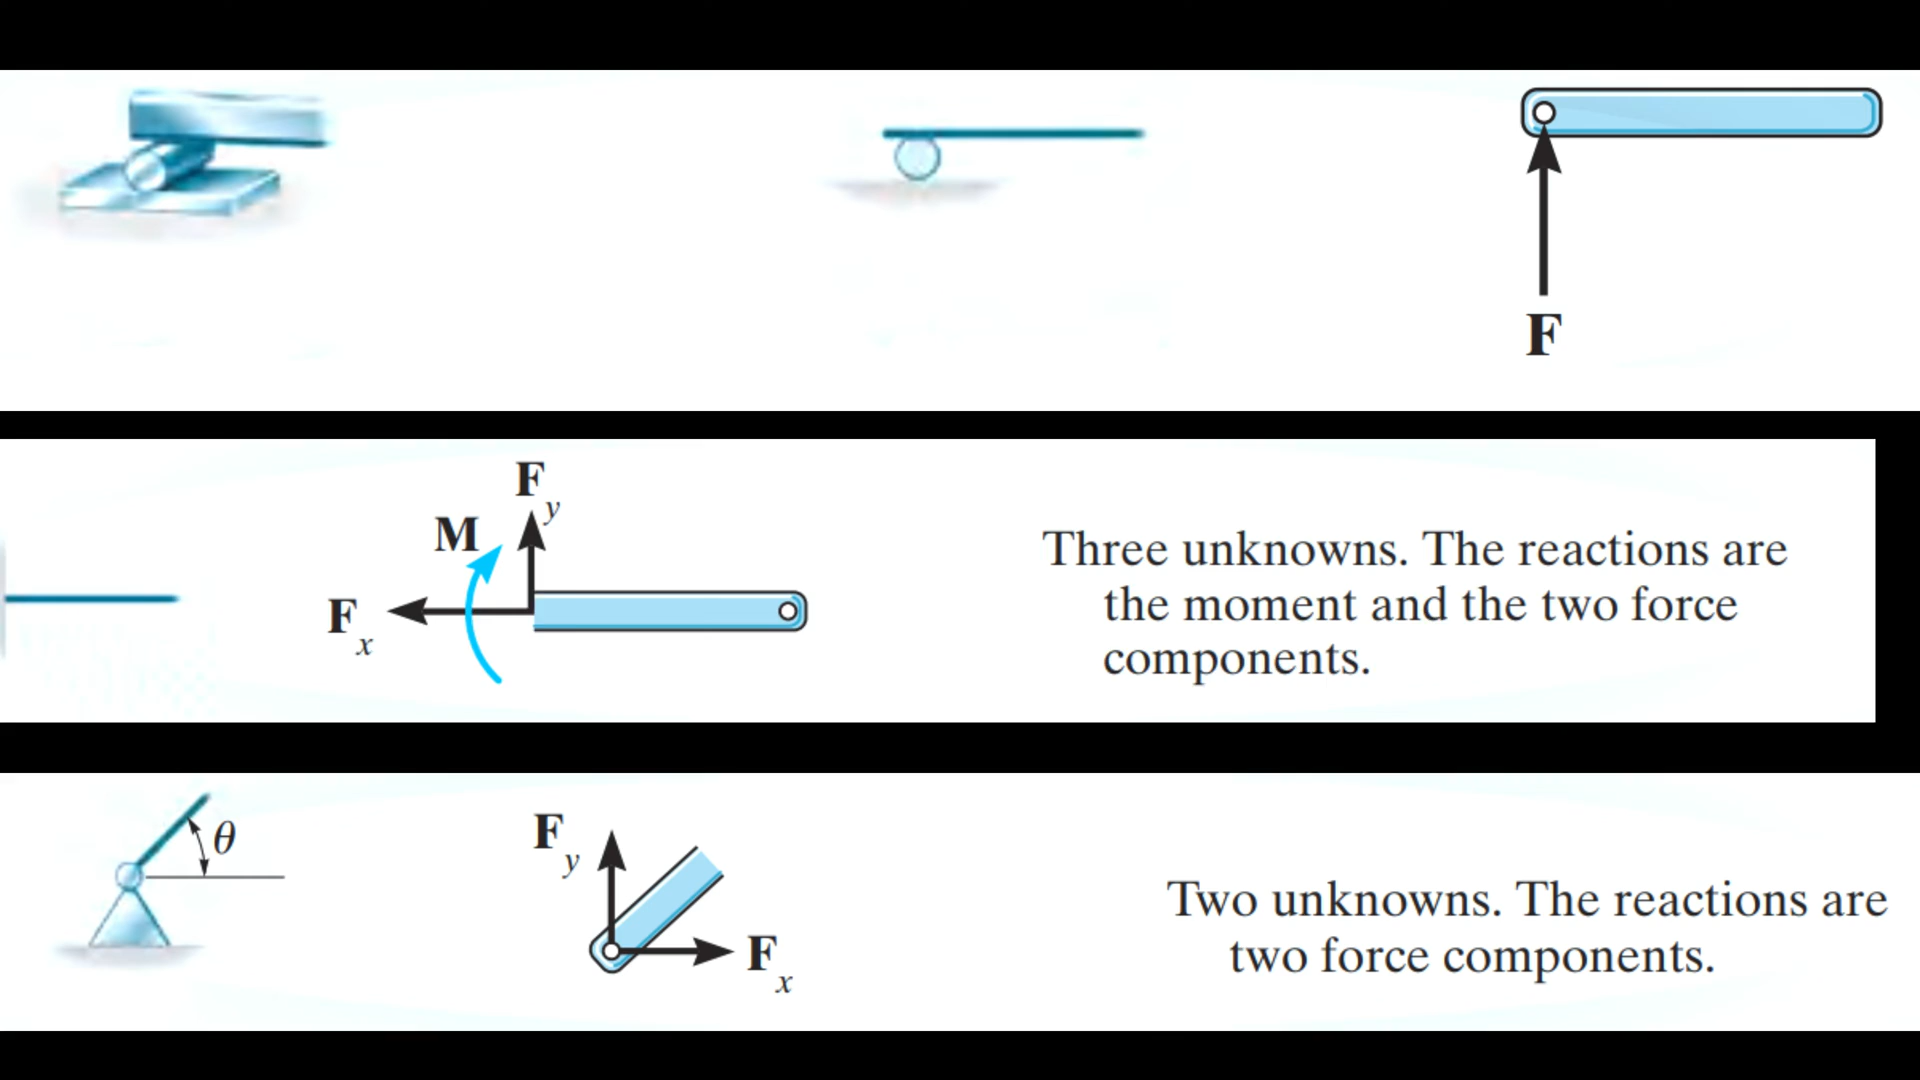 F
F y
M
F x
Three unknowns. The reactions are
the moment and the two force
components.
θ
F y
F x
Two unknowns. The reactions are
two force components.